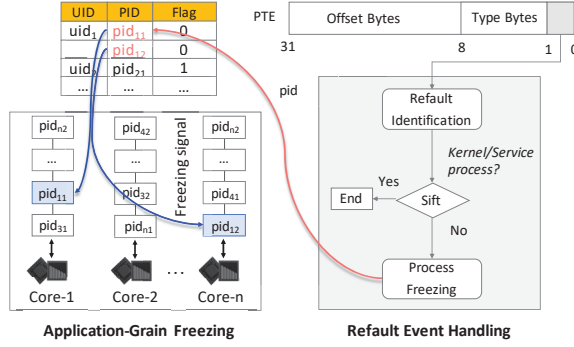 UID PID Flag
uid1 pid11 0
pid12 0
uid2 pid21 1
... ... ...
PTE Offset Bytes Type Bytes
31 8 1 0
pid
Refault
Identification
Kernel/Service
process?
Sift
Yes
End
No
Process
Freezing
pidn2 pid42 pidn2
... ... ...
pid11 pid32 pid41
pid31 pidn1 pid12
Freezing signal
Core-1 Core-2 ... Core-n
Application-Grain Freezing
Refault Event Handling